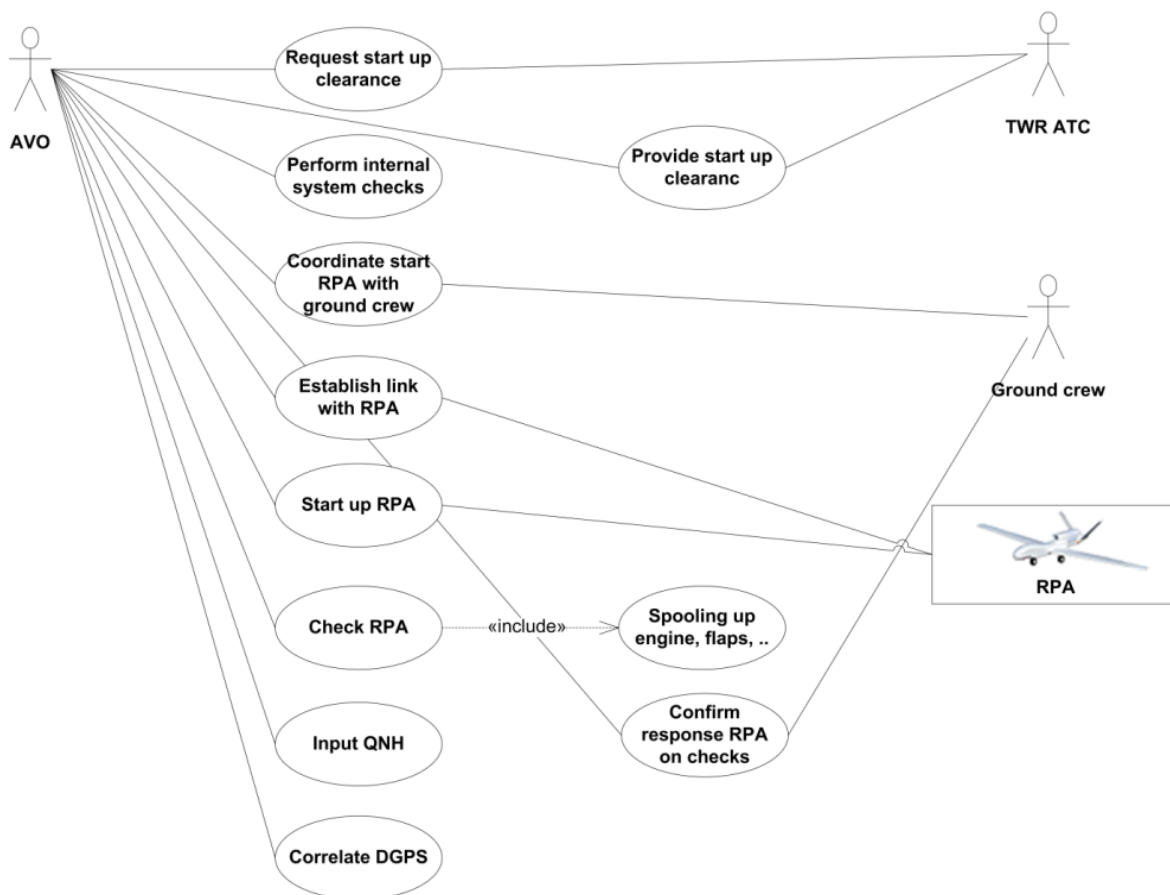 AVO
Request start up
clearance
TWR ATC
Perform internal
system checks
Provide start up
clearanc
Coordinate start
RPA with
ground crew
Ground crew
Establish link
with RPA
Start up RPA
RPA
Check RPA
«include»
Spooling up
engine, flaps, ..
Confirm
response RPA
on checks
Input QNH
Correlate DGPS